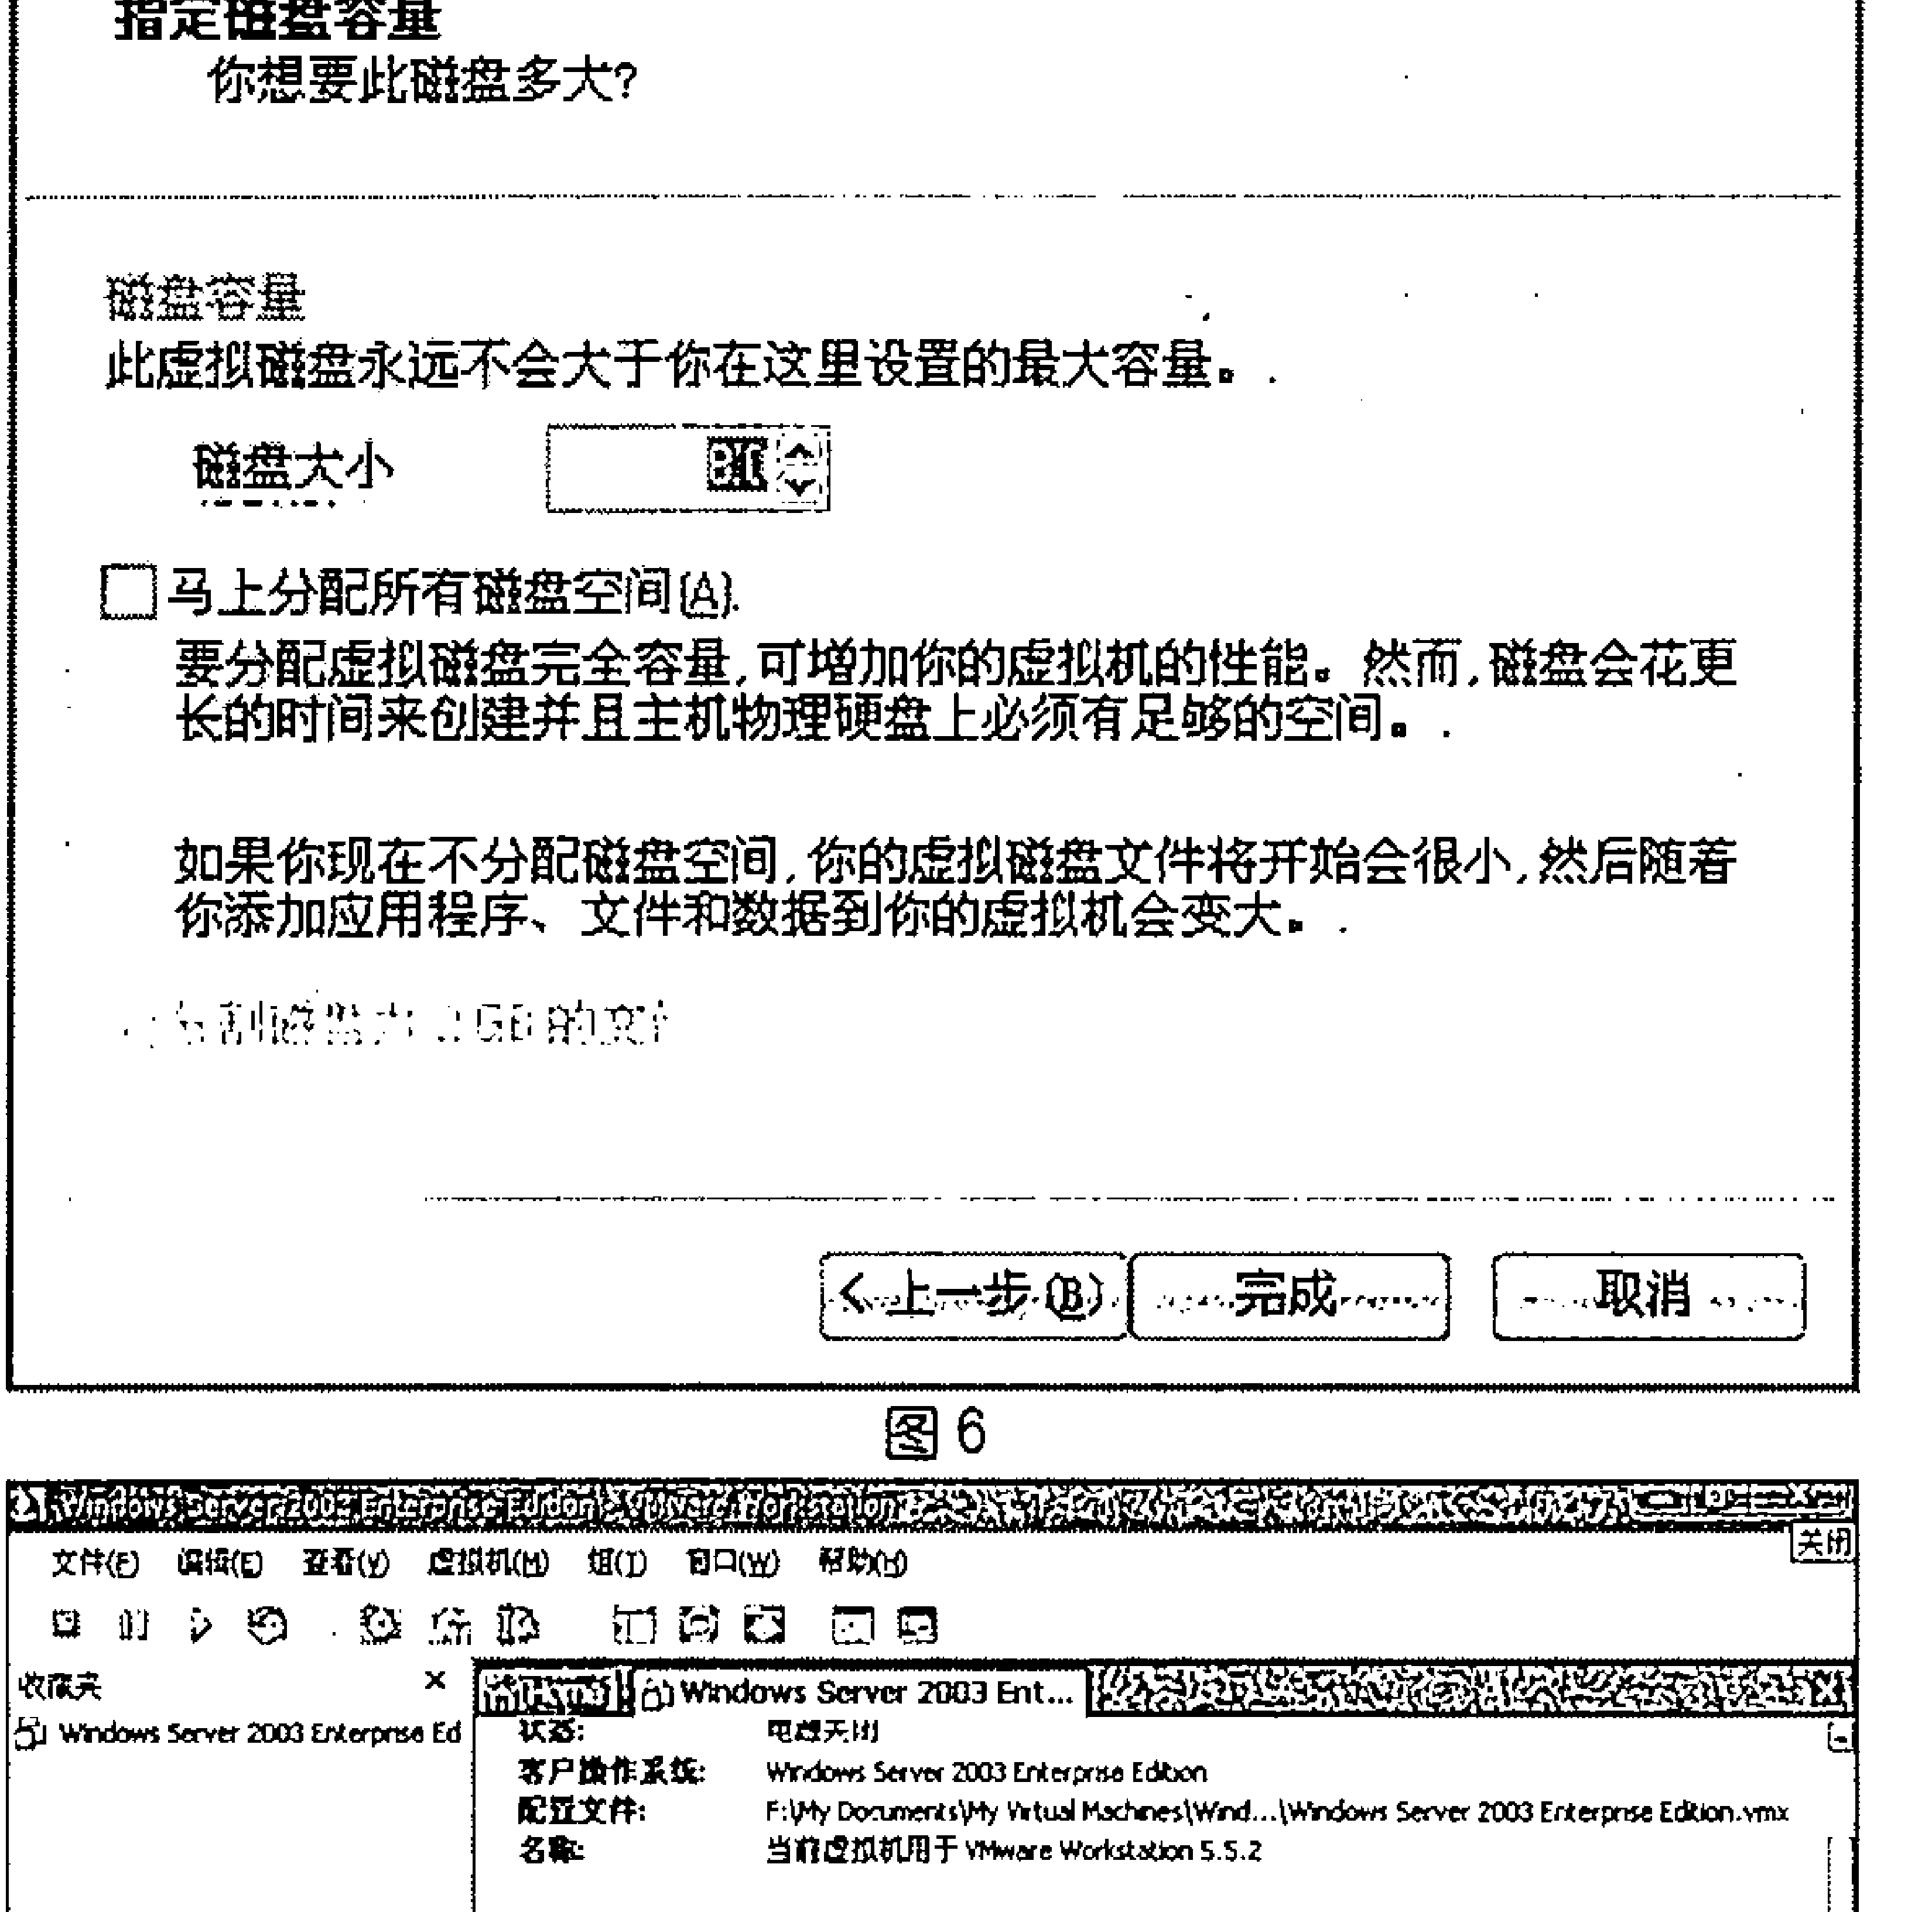 指定磁盘容量
你想要此磁盘多大?
磁盘容量
此虚拟磁盘永远不会大于你在这里设置的最大容量。
磁盘大小
马上分配所有磁盘空间(A).
要分配虚拟磁盘完全容量,可增加你的虚拟机的性能。然而,磁盘会花更
长的时间来创建并且主机物理硬盘上必须有足够的空间。
如果你现在不分配磁盘空间,你的虚拟磁盘文件将开始会很小,然后随着
你添加应用程序、文件和数据到你的虚拟机会变大。
<上一步(B) 完成 取消
图 6
Windows Server 2003 Enterprise Edition - VMware Workstation
关闭
文件(F) 编辑(E) 查看(V) 虚拟机(M) 组(T) 窗口(W) 帮助(H)
收藏夹 ×
Windows Server 2003 Ent...
Windows Server 2003 Enterprise Ed
状态: 电源关闭
客户操作系统: Windows Server 2003 Enterprise Edition
配置文件: F:\My Documents\My Virtual Machines\Wind...\Windows Server 2003 Enterprise Edition.vmx
名称: 当前虚拟机用于 VMware Workstation 5.5.2